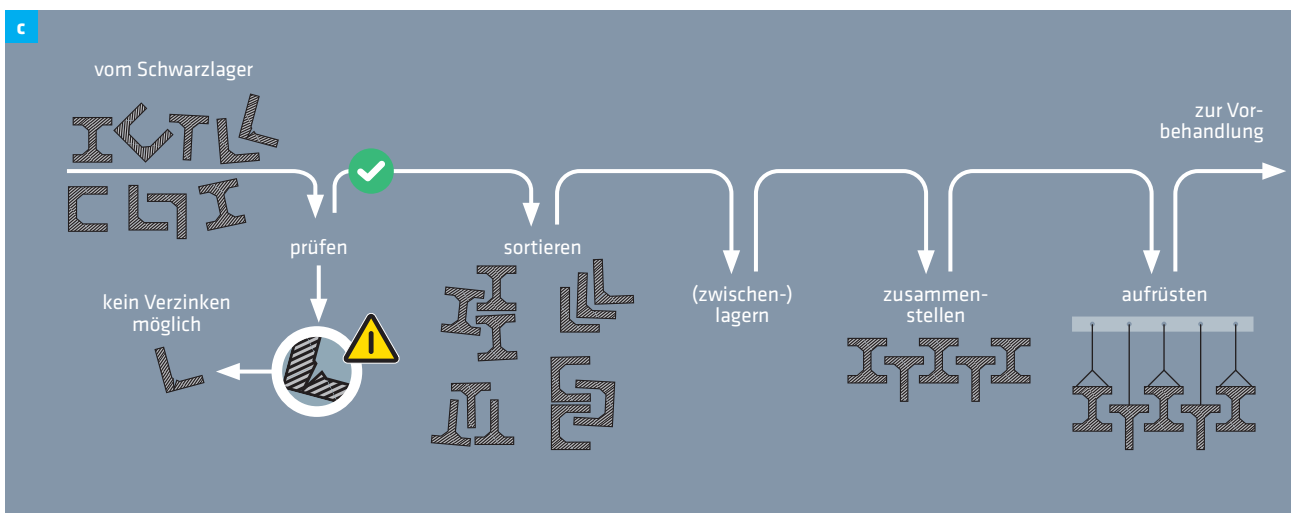 c
vom Schwarzlager
zur Vor-
behandlung
prüfen
sortieren
kein Verzinken
möglich
(zwischen-)
lagern
zusammen-
stellen
aufrüsten